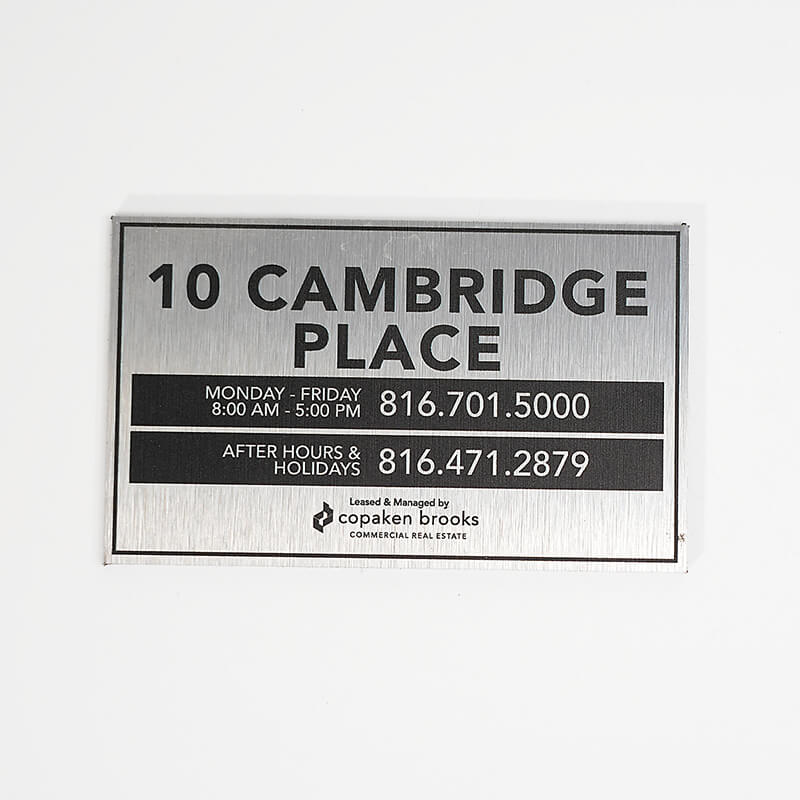 10 CAMBRIDGE
PLACE
MONDAY - FRIDAY
8:00 AM - 5:00 PM
816.701.5000
AFTER HOURS &
HOLIDAYS
816.471.2879
Leased & Managed by
copaken brooks
COMMERCIAL REAL ESTATE